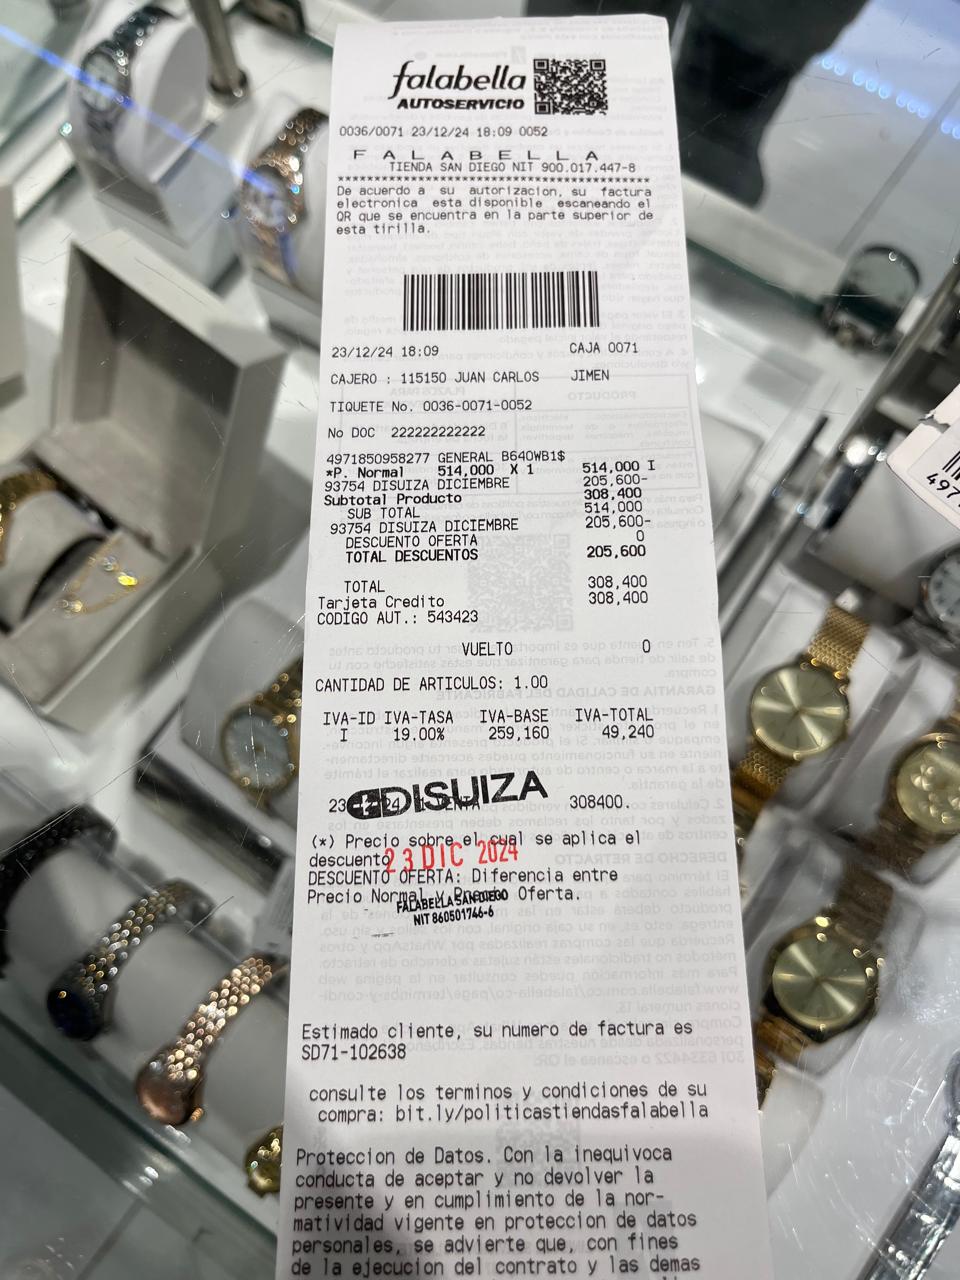 falabella
AUTOSERVICIO
0036/0071 23/12/24 18:09 0052
F A L A B E L L A
TIENDA SAN DIEGO NIT 900.017.447-8
****************************************************
De acuerdo a su autorizacion, su factura
electronica esta disponible escaneando el
QR que se encuentra en la parte superior de
esta tirilla.
23/12/24 18:09 CAJA 0071
CAJERO : 115150 JUAN CARLOS JIMEN
TIQUETE No. 0036-0071-0052
No DOC 222222222222
4971850958277 GENERAL B640WB1$
*P. Normal 514,000 X 1 514,000 I
93754 DISUIZA DICIEMBRE 205,600-
Subtotal Producto 308,400
SUB TOTAL 514,000
93754 DISUIZA DICIEMBRE 205,600-
DESCUENTO OFERTA 0
TOTAL DESCUENTOS 205,600
TOTAL 308,400
Tarjeta Credito 308,400
CODIGO AUT.: 543423
VUELTO 0
CANTIDAD DE ARTICULOS: 1.00
IVA-ID IVA-TASA IVA-BASE IVA-TOTAL
I 19.00% 259,160 49,240
DISUIZA
308400.
(*) Precio sobre el cual se aplica el
descuento
23 DIC 2024
DESCUENTO OFERTA: Diferencia entre
Precio Normal y Precio Oferta.
FALABELLA SAN DIEGO
NIT 860501746-6
Estimado cliente, su numero de factura es
SD71-102638
consulte los terminos y condiciones de su
compra: bit.ly/politicastiendasfalabella
Proteccion de Datos. Con la inequivoca
conducta de aceptar y no devolver la
presente y en cumplimiento de la nor-
matividad vigente en proteccion de datos
personales, se advierte que, con fines
de la ejecucion del contrato y las demas
497